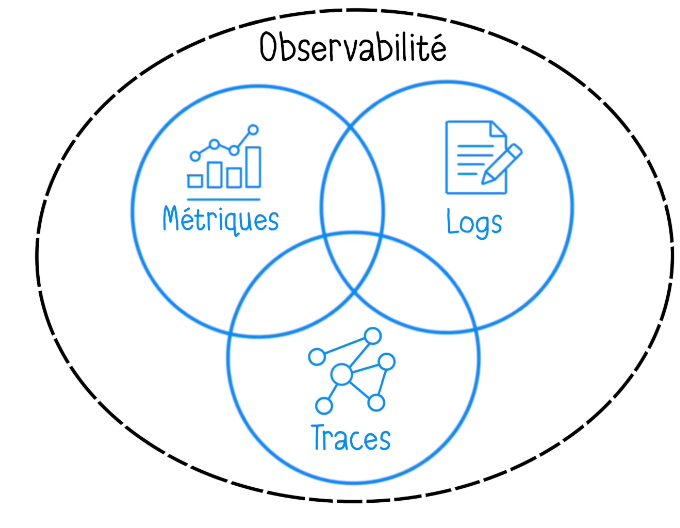 Observabilité
Métriques
Logs
Traces